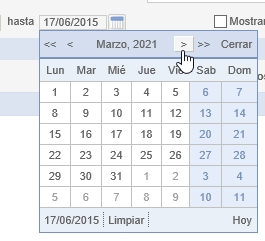 hasta 17/06/2015 Mostrar
<< < Marzo, 2021 > >> Cerrar
Lun Mar Mié Jue Vie Sab Dom
1 2 3 4 5 6 7
8 9 10 11 12 13 14
15 16 17 18 19 20 21
22 23 24 25 26 27 28
29 30 31 1 2 3 4
5 6 7 8 9 10 11
17/06/2015 Limpiar Hoy